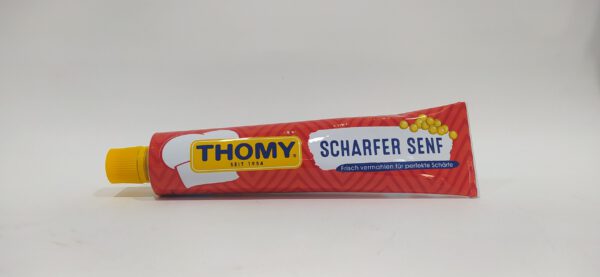 THOMY
SEIT 1934
SCHARFER SENF
Frisch vermahlen für perfekte Schärfe